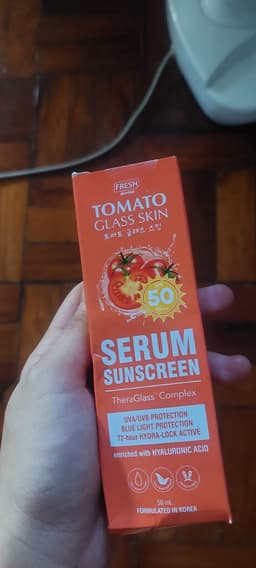 FRESH
TOMATO
GLASS SKIN
토마토 글래스 스킨
50
SERUM
SUNSCREEN
TheraGlass Complex
UVA/UVB PROTECTION
BLUE LIGHT PROTECTION
72-hour HYDRA-LOCK ACTIVE
enriched with HYALURONIC ACID
50 mL
FORMULATED IN KOREA